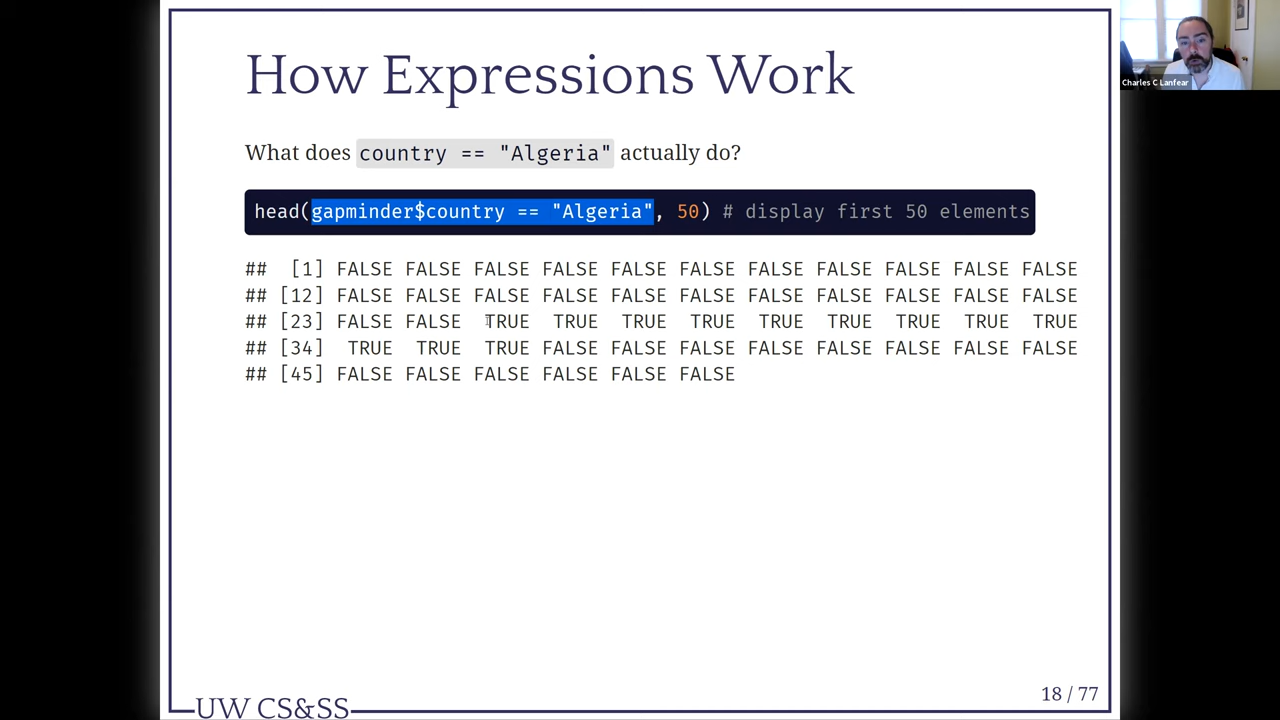 How Expressions Work
Charles C Lanfear
What does country == "Algeria" actually do?
head(gapminder$country == "Algeria", 50) # display first 50 elements
##  [1] FALSE FALSE FALSE FALSE FALSE FALSE FALSE FALSE FALSE FALSE FALSE
## [12] FALSE FALSE FALSE FALSE FALSE FALSE FALSE FALSE FALSE FALSE FALSE
## [23] FALSE FALSE  TRUE  TRUE  TRUE  TRUE  TRUE  TRUE  TRUE  TRUE  TRUE
## [34]  TRUE  TRUE  TRUE FALSE FALSE FALSE FALSE FALSE FALSE FALSE FALSE
## [45] FALSE FALSE FALSE FALSE FALSE FALSE
UW CS&SS
18 / 77